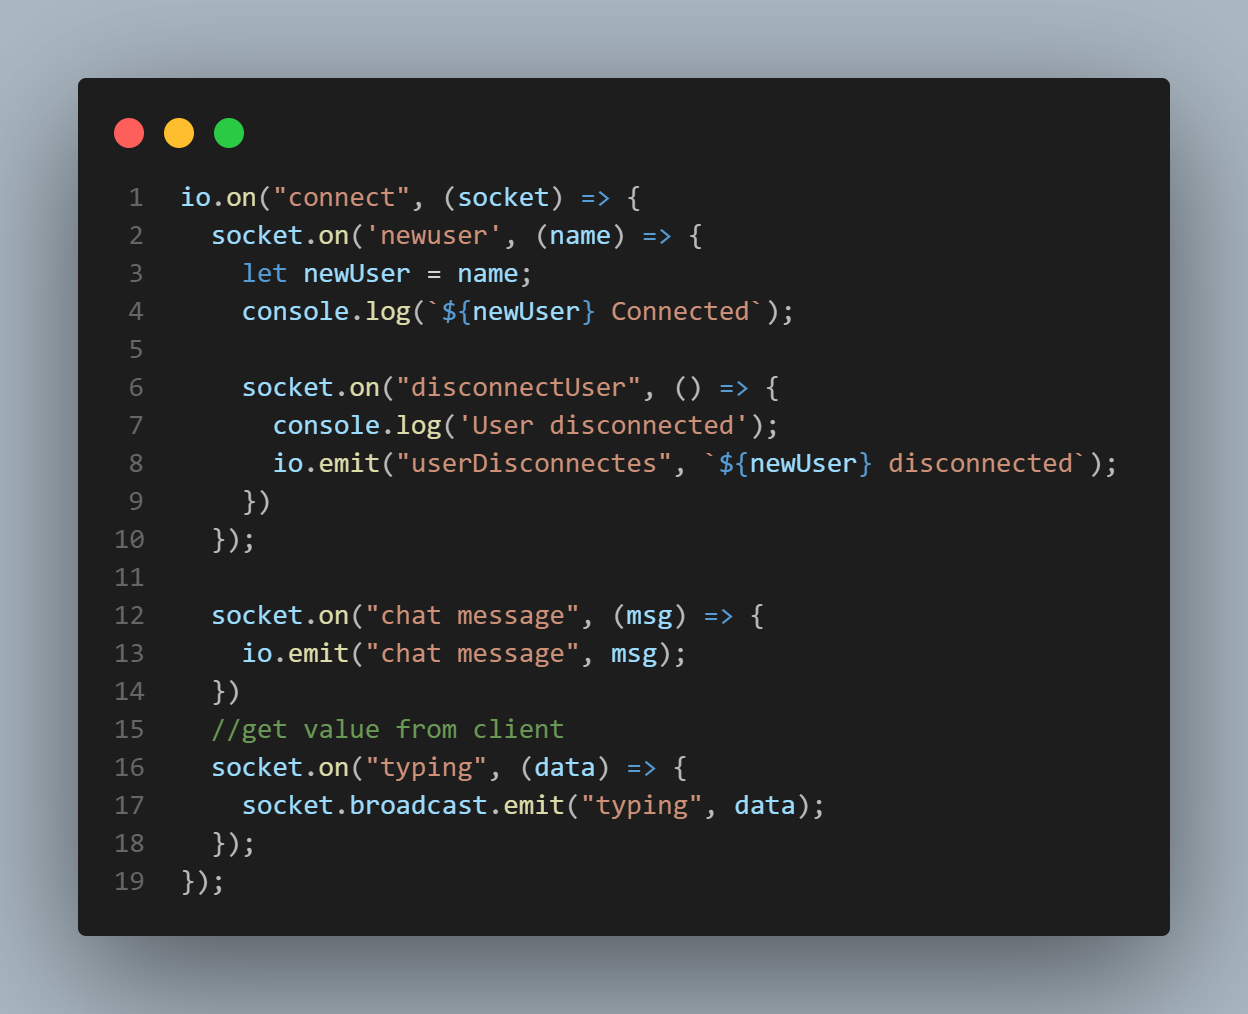 1 io.on("connect", (socket) => {
2   socket.on('newuser', (name) => {
3     let newUser = name;
4     console.log(`${newUser} Connected`);
5
6     socket.on("disconnectUser", () => {
7       console.log('User disconnected');
8       io.emit("userDisconnectes", `${newUser} disconnected`);
9     })
10   });
11
12   socket.on("chat message", (msg) => {
13     io.emit("chat message", msg);
14   })
15   //get value from client
16   socket.on("typing", (data) => {
17     socket.broadcast.emit("typing", data);
18   });
19 });